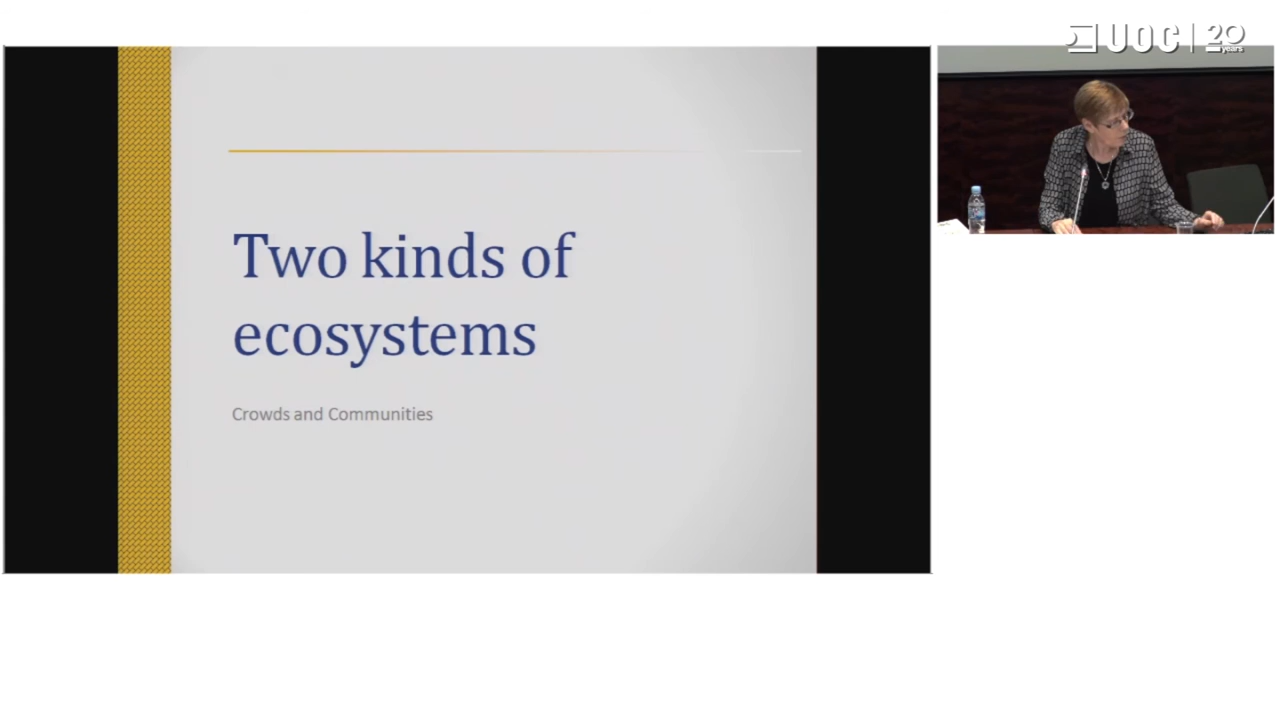 UOC
20
years
Two kinds of
ecosystems
Crowds and Communities